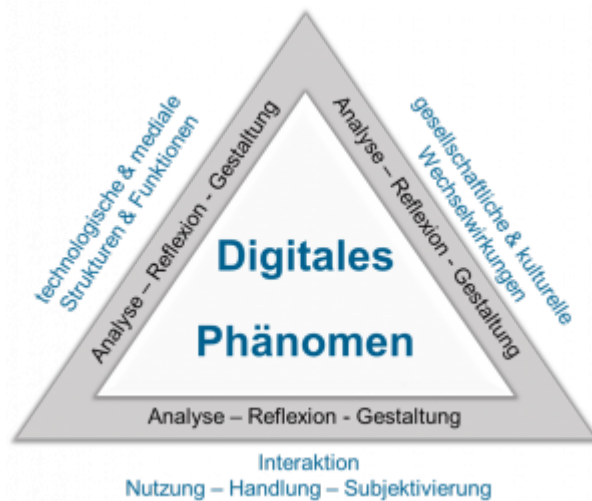 technologische & mediale
Strukturen & Funktionen
Analyse – Reflexion - Gestaltung
gesellschaftliche & kulturelle
Wechselwirkungen
Analyse – Reflexion - Gestaltung
Digitales
Phänomen
Analyse – Reflexion - Gestaltung
Interaktion
Nutzung – Handlung – Subjektivierung